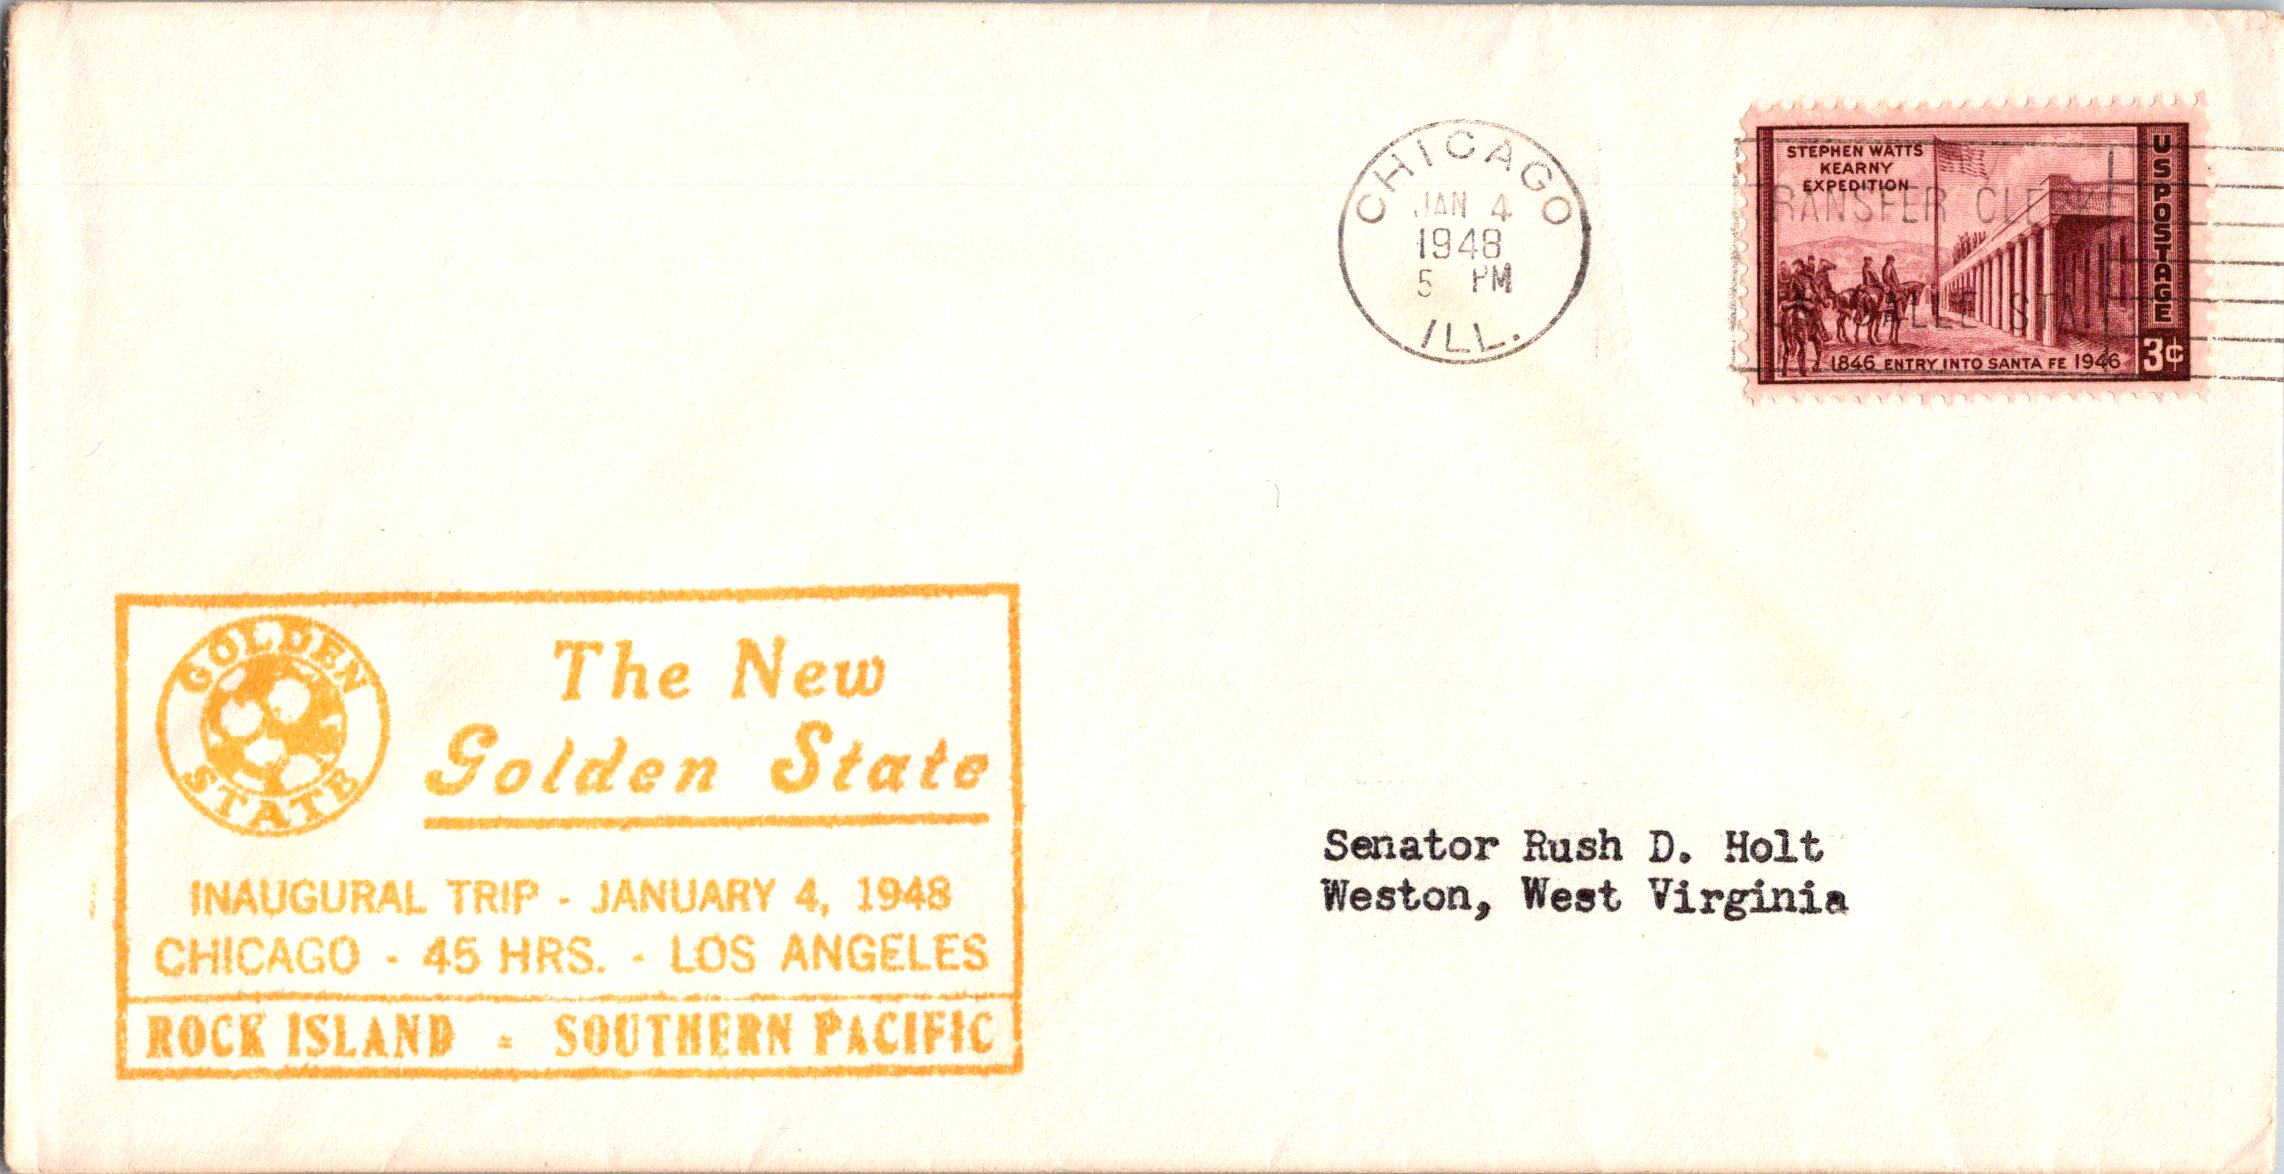 CHICAGO
JAN 4
1948
5 PM
ILL.
STEPHEN WATTS
KEARNY
EXPEDITION
U S POSTAGE
TRANSFER CLERK
1846 ENTRY INTO SANTA FE 1946
3¢
GOLDEN
STATE
The New
Golden State
INAUGURAL TRIP - JANUARY 4, 1948
CHICAGO - 45 HRS. - LOS ANGELES
ROCK ISLAND - SOUTHERN PACIFIC
Senator Rush D. Holt
Weston, West Virginia